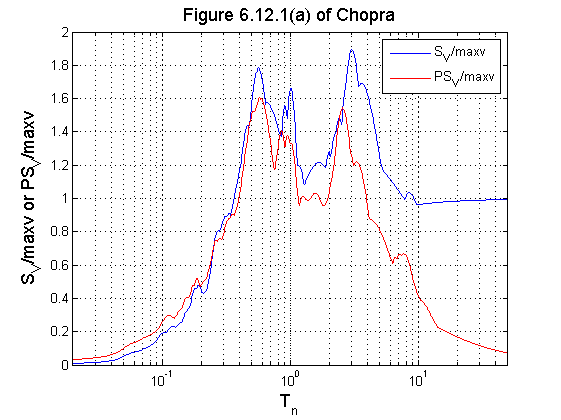 Figure 6.12.1(a) of Chopra
S_V/maxv
PS_V/maxv
S_V/maxv or PS_V/maxv
2
1.8
1.6
1.4
1.2
1
0.8
0.6
0.4
0.2
0
10^-1
10^0
10^1
T_n